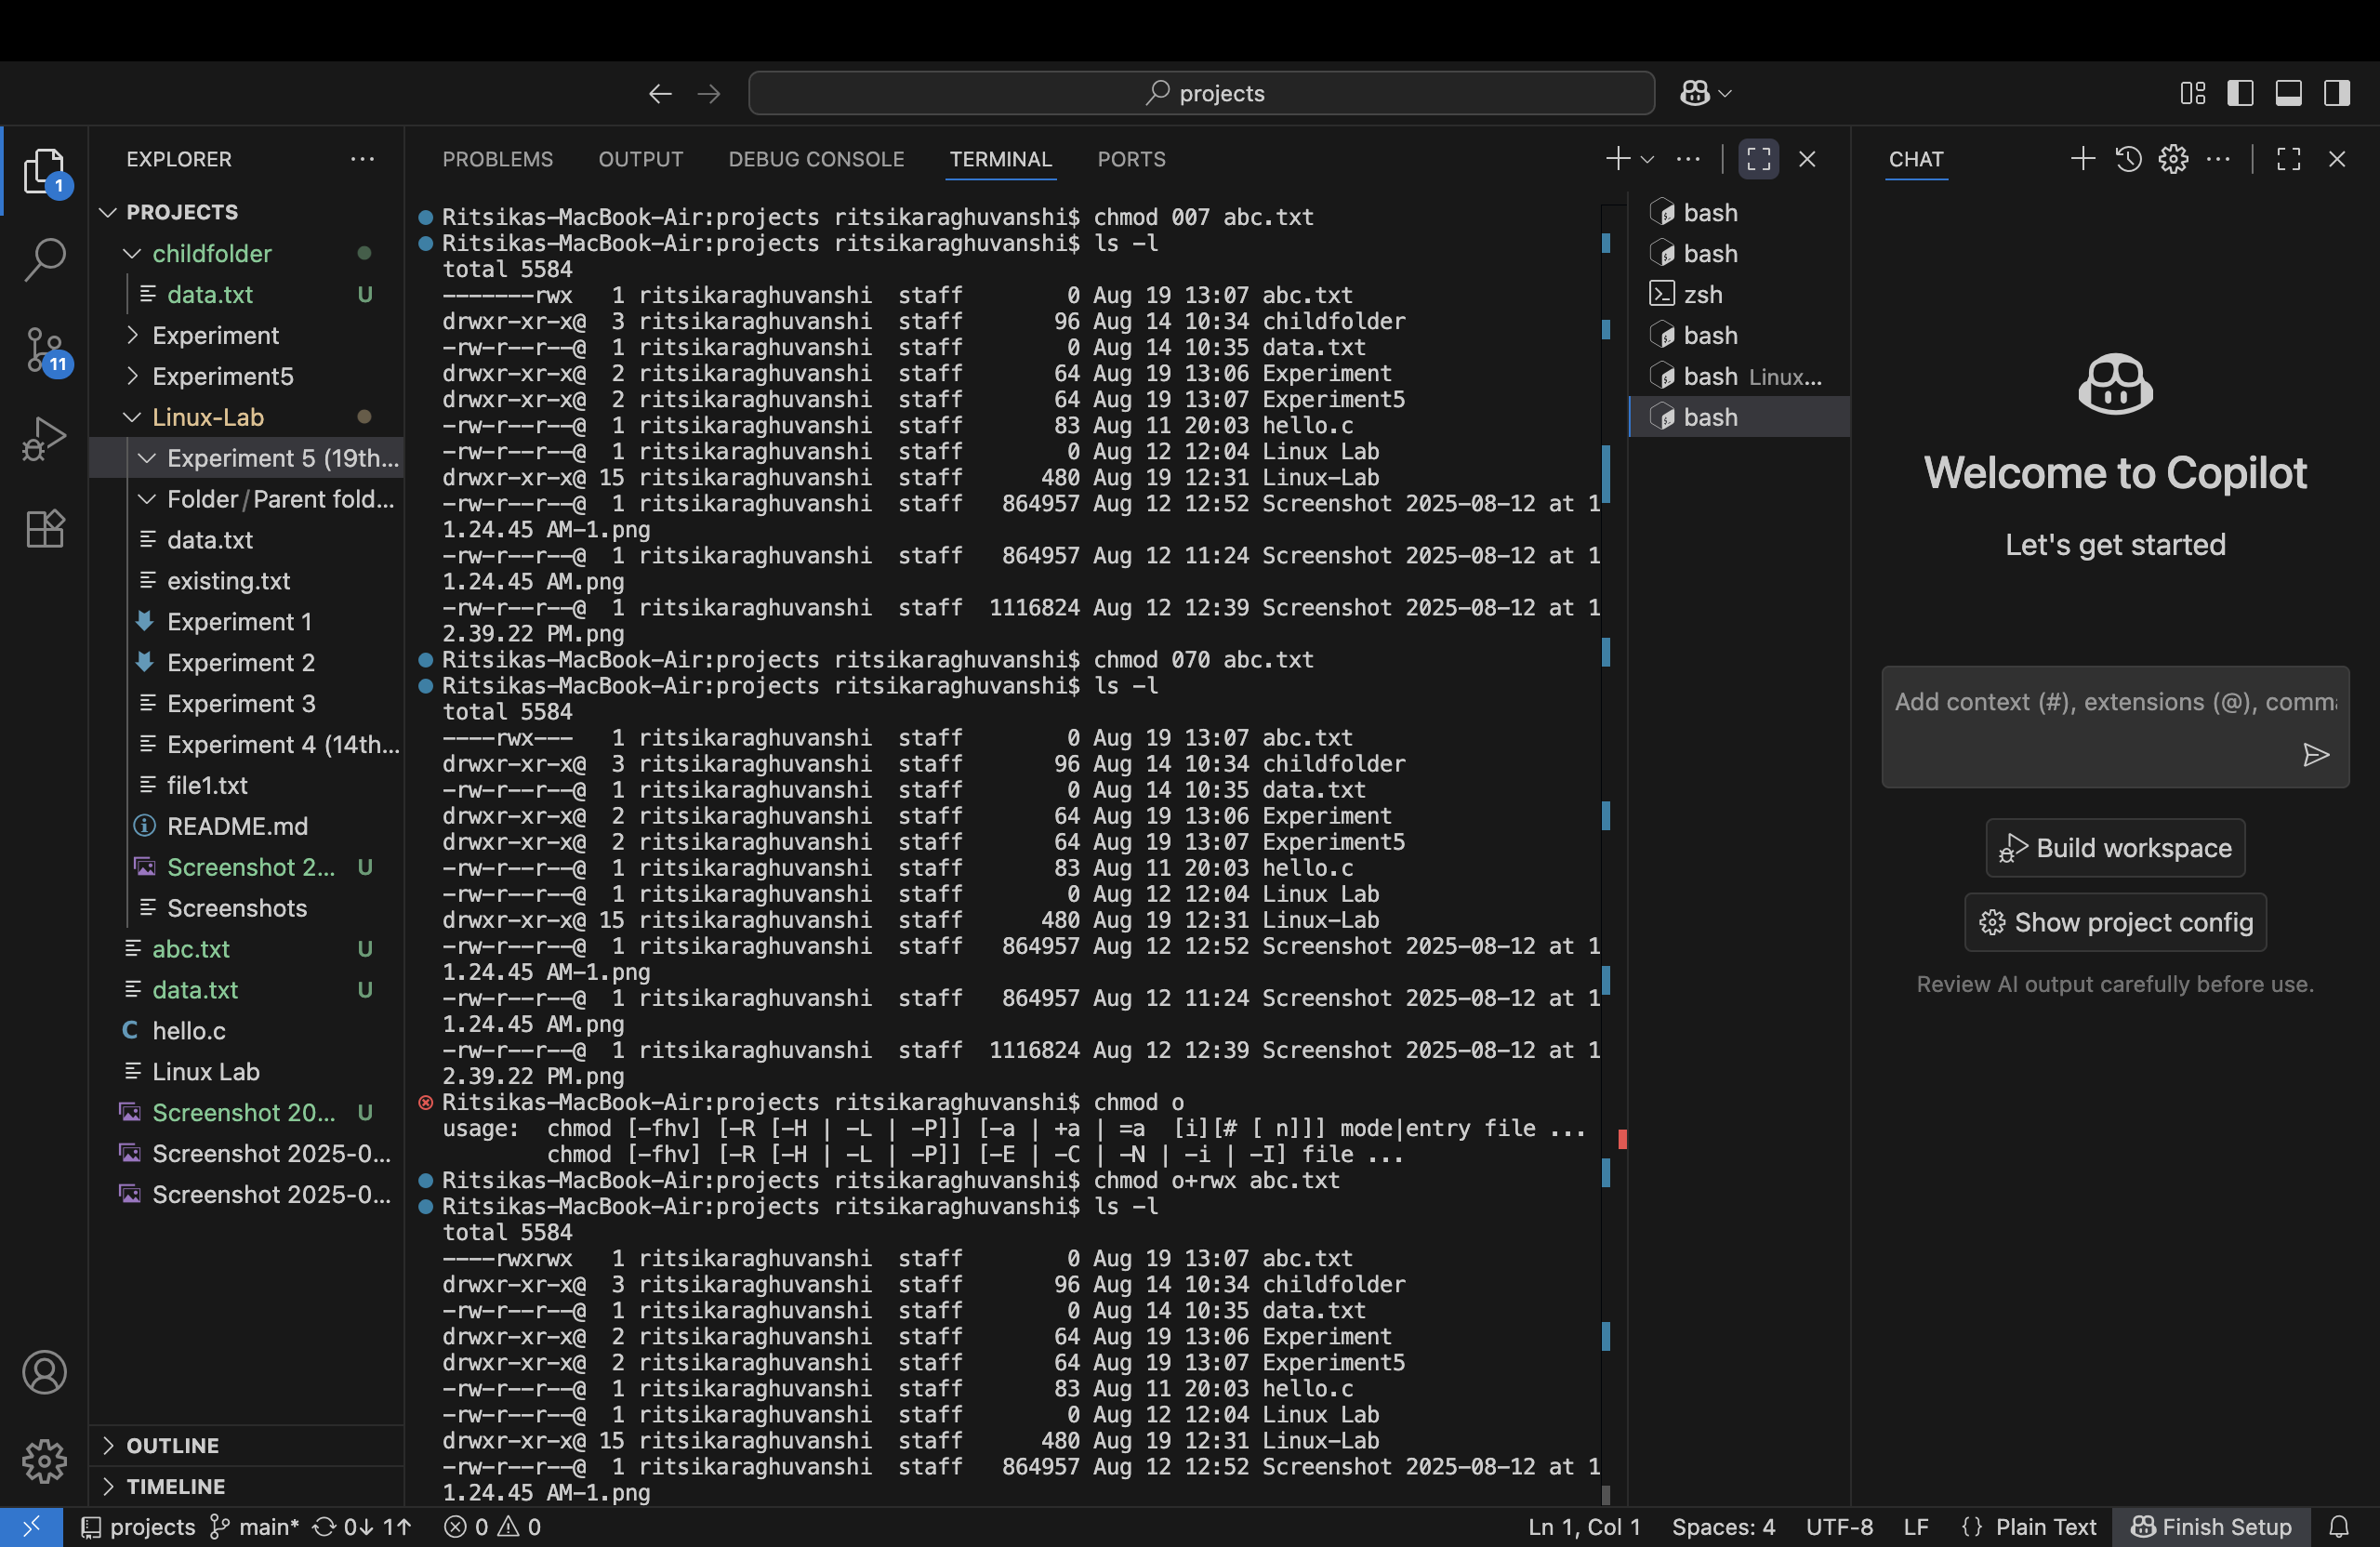 projects
EXPLORER
PROJECTS
childfolder
data.txt U
Experiment
Experiment5
Linux-Lab
Experiment 5 (19th...
Folder/Parent fold...
data.txt
existing.txt
Experiment 1
Experiment 2
Experiment 3
Experiment 4 (14th...
file1.txt
README.md
Screenshot 2... U
Screenshots
abc.txt U
data.txt U
hello.c
Linux Lab
Screenshot 20... U
Screenshot 2025-0...
Screenshot 2025-0...
OUTLINE
TIMELINE
1
11
PROBLEMS OUTPUT DEBUG CONSOLE TERMINAL PORTS
Ritsikas-MacBook-Air:projects ritsikaraghuvanshi$ chmod 007 abc.txt
Ritsikas-MacBook-Air:projects ritsikaraghuvanshi$ ls -l
total 5584
-------rwx   1 ritsikaraghuvanshi  staff        0 Aug 19 13:07 abc.txt
drwxr-xr-x@  3 ritsikaraghuvanshi  staff       96 Aug 14 10:34 childfolder
-rw-r--r--@  1 ritsikaraghuvanshi  staff        0 Aug 14 10:35 data.txt
drwxr-xr-x@  2 ritsikaraghuvanshi  staff       64 Aug 19 13:06 Experiment
drwxr-xr-x@  2 ritsikaraghuvanshi  staff       64 Aug 19 13:07 Experiment5
-rw-r--r--@  1 ritsikaraghuvanshi  staff       83 Aug 11 20:03 hello.c
-rw-r--r--@  1 ritsikaraghuvanshi  staff        0 Aug 12 12:04 Linux Lab
drwxr-xr-x@ 15 ritsikaraghuvanshi  staff      480 Aug 19 12:31 Linux-Lab
-rw-r--r--@  1 ritsikaraghuvanshi  staff   864957 Aug 12 12:52 Screenshot 2025-08-12 at 1
1.24.45 AM-1.png
-rw-r--r--@  1 ritsikaraghuvanshi  staff   864957 Aug 12 11:24 Screenshot 2025-08-12 at 1
1.24.45 AM.png
-rw-r--r--@  1 ritsikaraghuvanshi  staff  1116824 Aug 12 12:39 Screenshot 2025-08-12 at 1
2.39.22 PM.png
Ritsikas-MacBook-Air:projects ritsikaraghuvanshi$ chmod 070 abc.txt
Ritsikas-MacBook-Air:projects ritsikaraghuvanshi$ ls -l
total 5584
----rwx---   1 ritsikaraghuvanshi  staff        0 Aug 19 13:07 abc.txt
drwxr-xr-x@  3 ritsikaraghuvanshi  staff       96 Aug 14 10:34 childfolder
-rw-r--r--@  1 ritsikaraghuvanshi  staff        0 Aug 14 10:35 data.txt
drwxr-xr-x@  2 ritsikaraghuvanshi  staff       64 Aug 19 13:06 Experiment
drwxr-xr-x@  2 ritsikaraghuvanshi  staff       64 Aug 19 13:07 Experiment5
-rw-r--r--@  1 ritsikaraghuvanshi  staff       83 Aug 11 20:03 hello.c
-rw-r--r--@  1 ritsikaraghuvanshi  staff        0 Aug 12 12:04 Linux Lab
drwxr-xr-x@ 15 ritsikaraghuvanshi  staff      480 Aug 19 12:31 Linux-Lab
-rw-r--r--@  1 ritsikaraghuvanshi  staff   864957 Aug 12 12:52 Screenshot 2025-08-12 at 1
1.24.45 AM-1.png
-rw-r--r--@  1 ritsikaraghuvanshi  staff   864957 Aug 12 11:24 Screenshot 2025-08-12 at 1
1.24.45 AM.png
-rw-r--r--@  1 ritsikaraghuvanshi  staff  1116824 Aug 12 12:39 Screenshot 2025-08-12 at 1
2.39.22 PM.png
Ritsikas-MacBook-Air:projects ritsikaraghuvanshi$ chmod o
usage:  chmod [-fhv] [-R [-H | -L | -P]] [-a | +a | =a  [i][# [ n]]] mode|entry file ...
        chmod [-fhv] [-R [-H | -L | -P]] [-E | -C | -N | -i | -I] file ...
Ritsikas-MacBook-Air:projects ritsikaraghuvanshi$ chmod o+rwx abc.txt
Ritsikas-MacBook-Air:projects ritsikaraghuvanshi$ ls -l
total 5584
----rwxrwx   1 ritsikaraghuvanshi  staff        0 Aug 19 13:07 abc.txt
drwxr-xr-x@  3 ritsikaraghuvanshi  staff       96 Aug 14 10:34 childfolder
-rw-r--r--@  1 ritsikaraghuvanshi  staff        0 Aug 14 10:35 data.txt
drwxr-xr-x@  2 ritsikaraghuvanshi  staff       64 Aug 19 13:06 Experiment
drwxr-xr-x@  2 ritsikaraghuvanshi  staff       64 Aug 19 13:07 Experiment5
-rw-r--r--@  1 ritsikaraghuvanshi  staff       83 Aug 11 20:03 hello.c
-rw-r--r--@  1 ritsikaraghuvanshi  staff        0 Aug 12 12:04 Linux Lab
drwxr-xr-x@ 15 ritsikaraghuvanshi  staff      480 Aug 19 12:31 Linux-Lab
-rw-r--r--@  1 ritsikaraghuvanshi  staff   864957 Aug 12 12:52 Screenshot 2025-08-12 at 1
1.24.45 AM-1.png
bash
bash
zsh
bash
bash Linux...
bash
CHAT
Welcome to Copilot
Let's get started
Add context (#), extensions (@), comma
Build workspace
Show project config
Review AI output carefully before use.
projects main* 0↓ 1↑ 0 0 Ln 1, Col 1 Spaces: 4 UTF-8 LF {} Plain Text Finish Setup